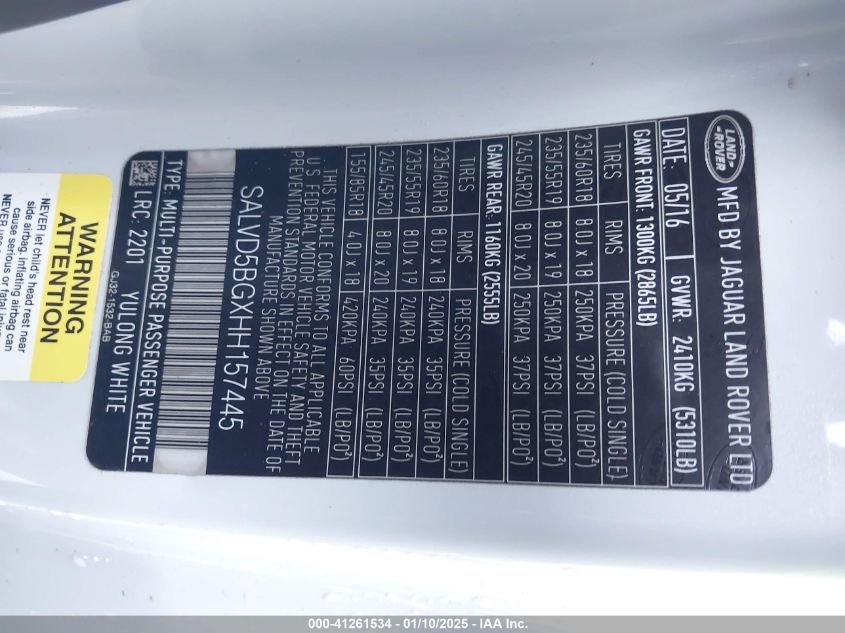 LAND-
ROVER
MFD BY JAGUAR LAND ROVER LTD
DATE: 05/16 GVWR: 2410KG (5310LB)
GAWR FRONT: 1300KG (2865LB)
TIRES RIMS PRESSURE (COLD SINGLE)
235/60R18 8.0J x 18 250KPA 37PSI (LB/PO²)
235/55R19 8.0J x 19 250KPA 37PSI (LB/PO²)
245/45R20 8.0J x 20 250KPA 37PSI (LB/PO²)
GAWR REAR: 1160KG (2555LB)
TIRES RIMS PRESSURE (COLD SINGLE)
235/60R18 8.0J x 18 240KPA 35PSI (LB/PO²)
235/55R19 8.0J x 19 240KPA 35PSI (LB/PO²)
245/45R20 8.0J x 20 240KPA 35PSI (LB/PO²)
155/85R18 4.0J x 18 420KPA 60PSI (LB/PO²)
THIS VEHICLE CONFORMS TO ALL APPLICABLE
U S FEDERAL MOTOR VEHICLE SAFETY AND THEFT
PREVENTION STANDARDS IN EFFECT ON THE DATE OF
MANUFACTURE SHOWN ABOVE
SALVD5BGXHH157445
TYPE: MULTI-PURPOSE PASSENGER VEHICLE
LRC: 2201 YULONG WHITE
GJ32-1532-BAB
WARNING
ATTENTION
NEVER let child's head rest near
side airbag. Inflating airbag can
cause serious or fatal
000-41261534 - 01/10/2025 - IAA Inc.